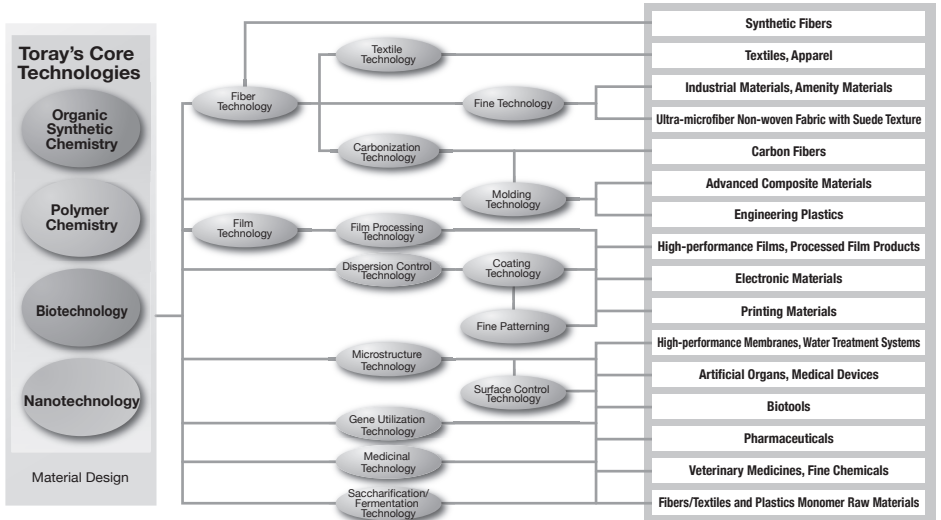 Toray's Core
Technologies
Organic
Synthetic
Chemistry
Polymer
Chemistry
Biotechnology
Nanotechnology
Material Design
Fiber
Technology
Film
Technology
Textile
Technology
Carbonization
Technology
Film Processing
Technology
Dispersion Control
Technology
Microstructure
Technology
Gene Utilization
Technology
Medicinal
Technology
Saccharification/
Fermentation
Technology
Fine Technology
Molding
Technology
Coating
Technology
Fine Patterning
Surface Control
Technology
Synthetic Fibers
Textiles, Apparel
Industrial Materials, Amenity Materials
Ultra-microfiber Non-woven Fabric with Suede Texture
Carbon Fibers
Advanced Composite Materials
Engineering Plastics
High-performance Films, Processed Film Products
Electronic Materials
Printing Materials
High-performance Membranes, Water Treatment Systems
Artificial Organs, Medical Devices
Biotools
Pharmaceuticals
Veterinary Medicines, Fine Chemicals
Fibers/Textiles and Plastics Monomer Raw Materials